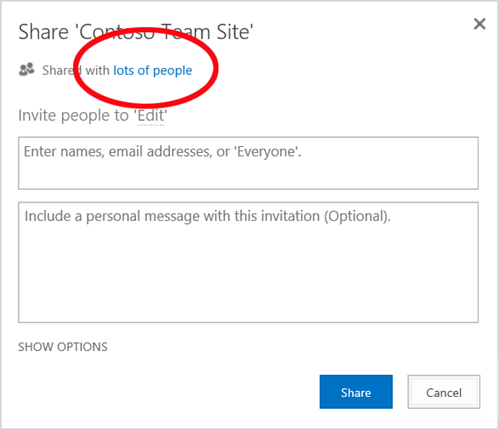 Share 'Contoso Team Site'
Shared with lots of people
Invite people to 'Edit'
Enter names, email addresses, or 'Everyone'.
Include a personal message with this invitation (Optional).
SHOW OPTIONS
Share Cancel